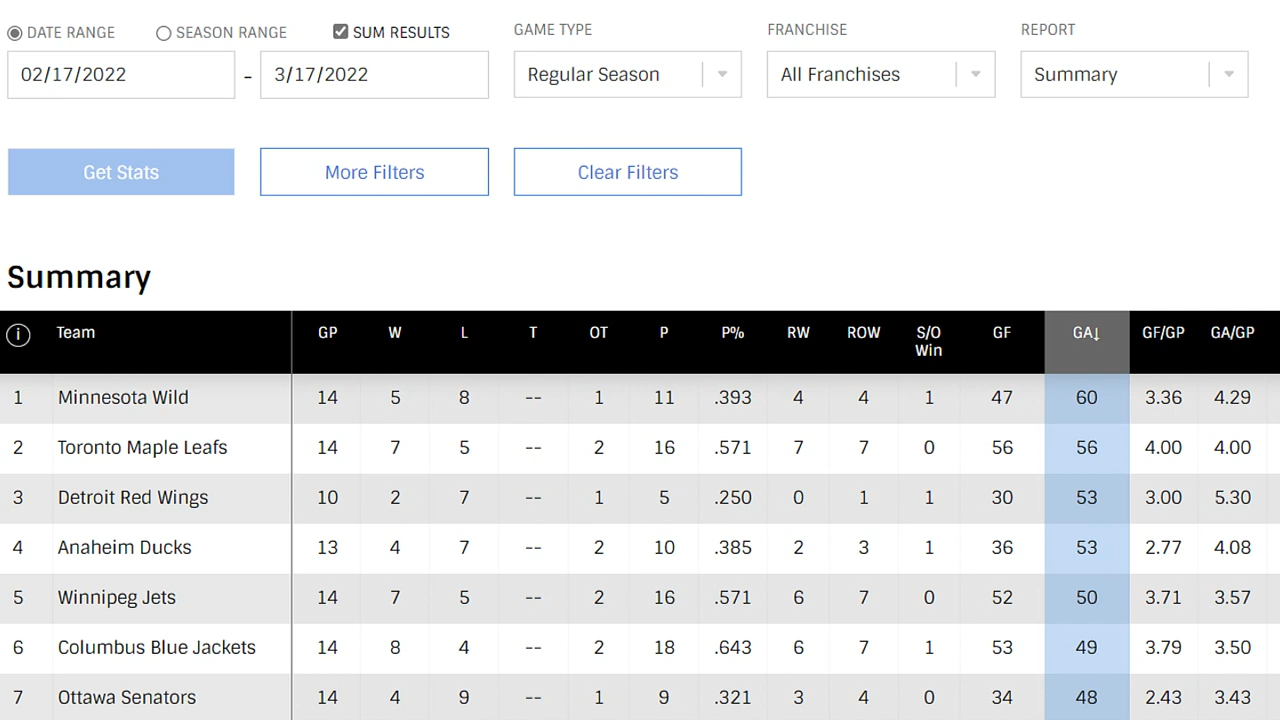 DATE RANGE SEASON RANGE SUM RESULTS GAME TYPE FRANCHISE REPORT
02/17/2022 - 3/17/2022 Regular Season All Franchises Summary
Get Stats More Filters Clear Filters
Summary
i Team GP W L T OT P P% RW ROW S/O Win GF GA↓ GF/GP GA/GP
1 Minnesota Wild 14 5 8 -- 1 11 .393 4 4 1 47 60 3.36 4.29
2 Toronto Maple Leafs 14 7 5 -- 2 16 .571 7 7 0 56 56 4.00 4.00
3 Detroit Red Wings 10 2 7 -- 1 5 .250 0 1 1 30 53 3.00 5.30
4 Anaheim Ducks 13 4 7 -- 2 10 .385 2 3 1 36 53 2.77 4.08
5 Winnipeg Jets 14 7 5 -- 2 16 .571 6 7 0 52 50 3.71 3.57
6 Columbus Blue Jackets 14 8 4 -- 2 18 .643 6 7 1 53 49 3.79 3.50
7 Ottawa Senators 14 4 9 -- 1 9 .321 3 4 0 34 48 2.43 3.43